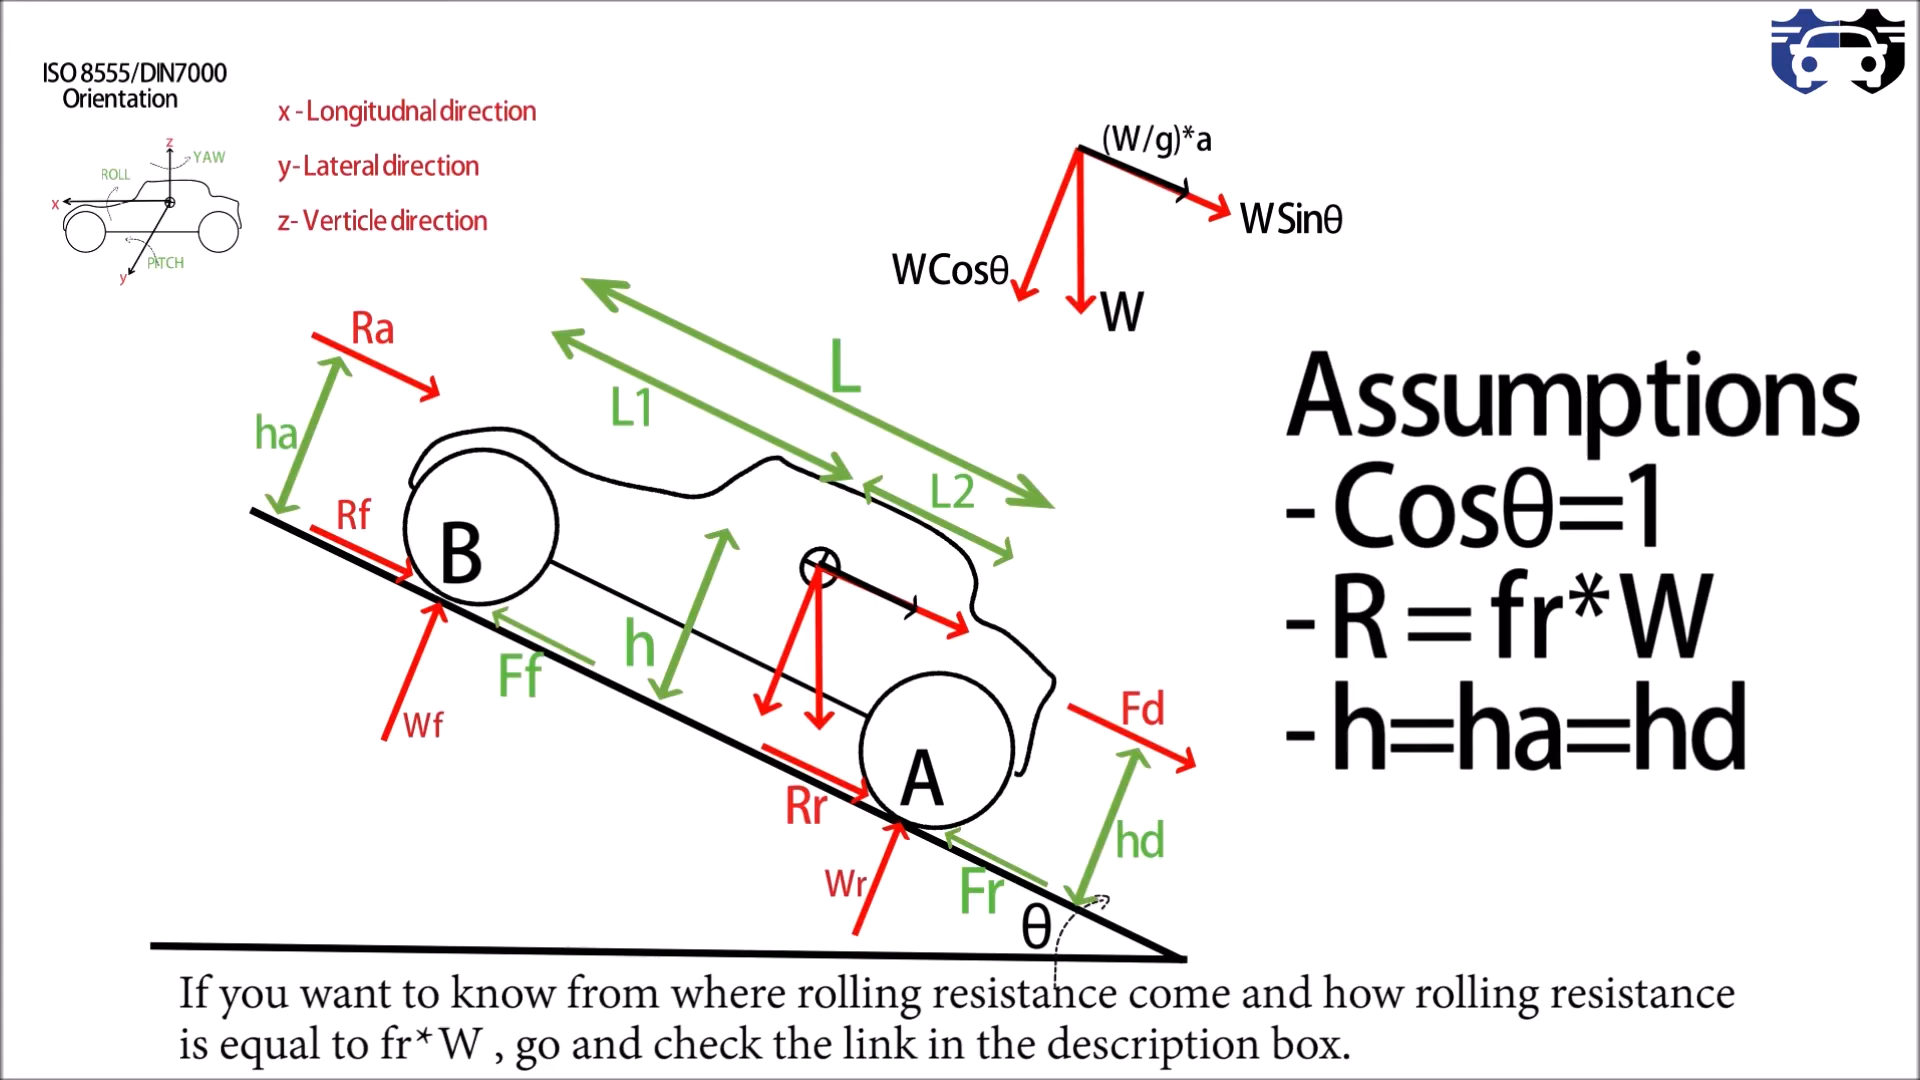 ISO 8555/DIN7000
Orientation
x - Longitudnal direction
y- Lateral direction
z- Verticle direction
z
YAW
ROLL
x
PITCH
y
(W/g)*a
WSinθ
WCosθ
W
Ra
ha
L
L1
L2
Rf
B
h
Ff
Wf
Fd
A
Rr
hd
Wr
Fr
θ
Assumptions
- Cosθ=1
- R = fr*W
- h=ha=hd
If you want to know from where rolling resistance come and how rolling resistance
is equal to fr*W , go and check the link in the description box.